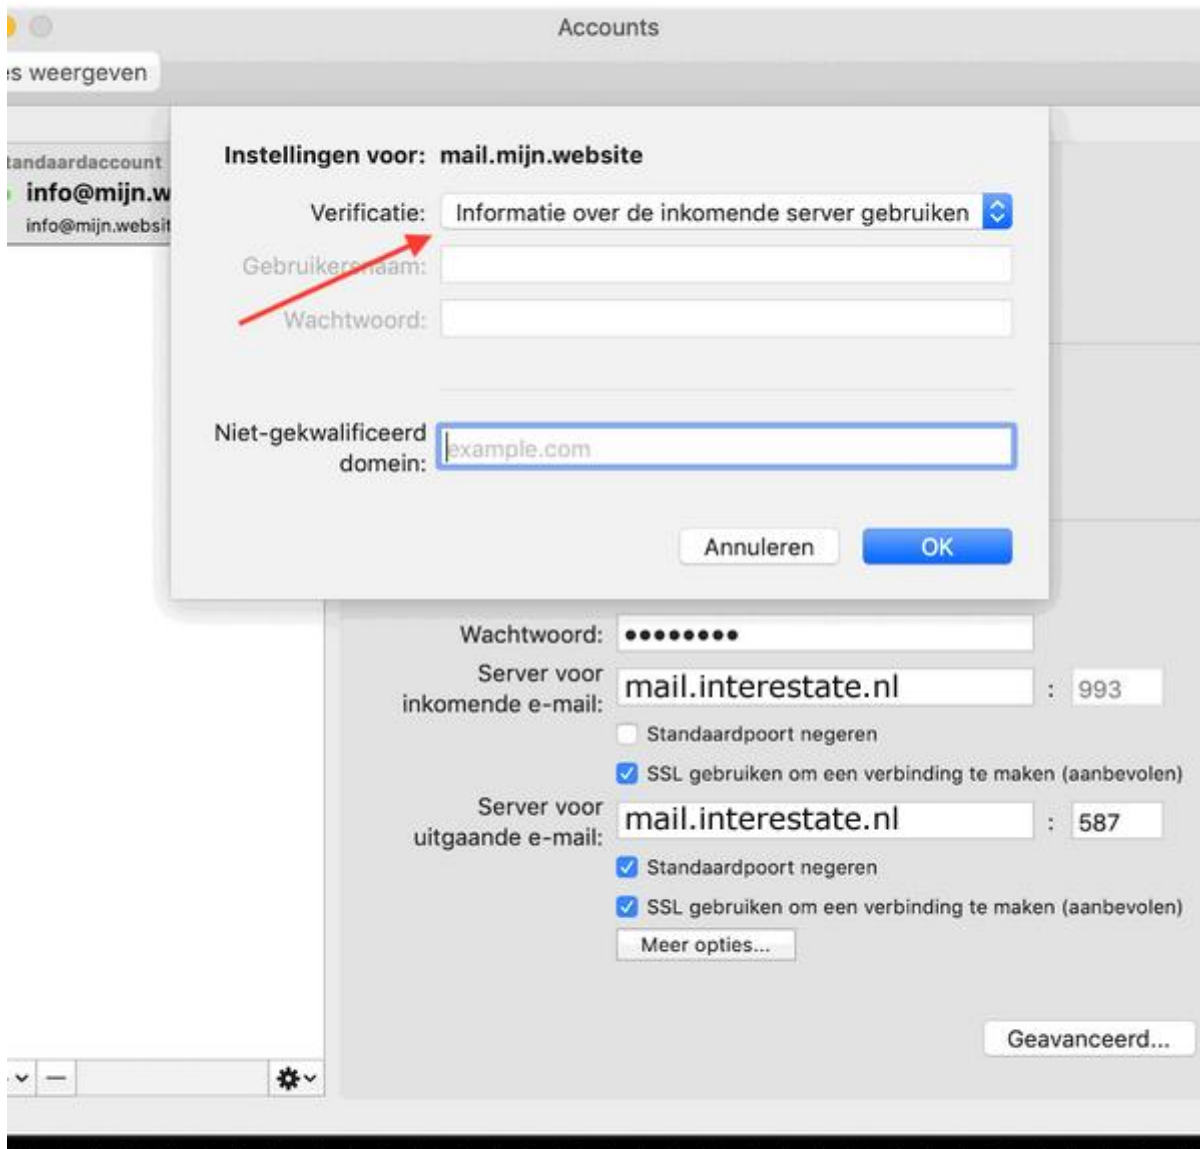 Accounts
es weergeven
Instellingen voor: mail.mijn.website
tandaardaccount
info@mijn.w
info@mijn.websit
Verificatie: Informatie over de inkomende server gebruiken
Gebruikersnaam:
Wachtwoord:
Niet-gekwalificeerd
domein:
example.com
Annuleren OK
Wachtwoord: ••••••••
Server voor
inkomende e-mail:
mail.interestate.nl : 993
Standaardpoort negeren
SSL gebruiken om een verbinding te maken (aanbevolen)
Server voor
uitgaande e-mail:
mail.interestate.nl : 587
Standaardpoort negeren
SSL gebruiken om een verbinding te maken (aanbevolen)
Meer opties...
Geavanceerd...